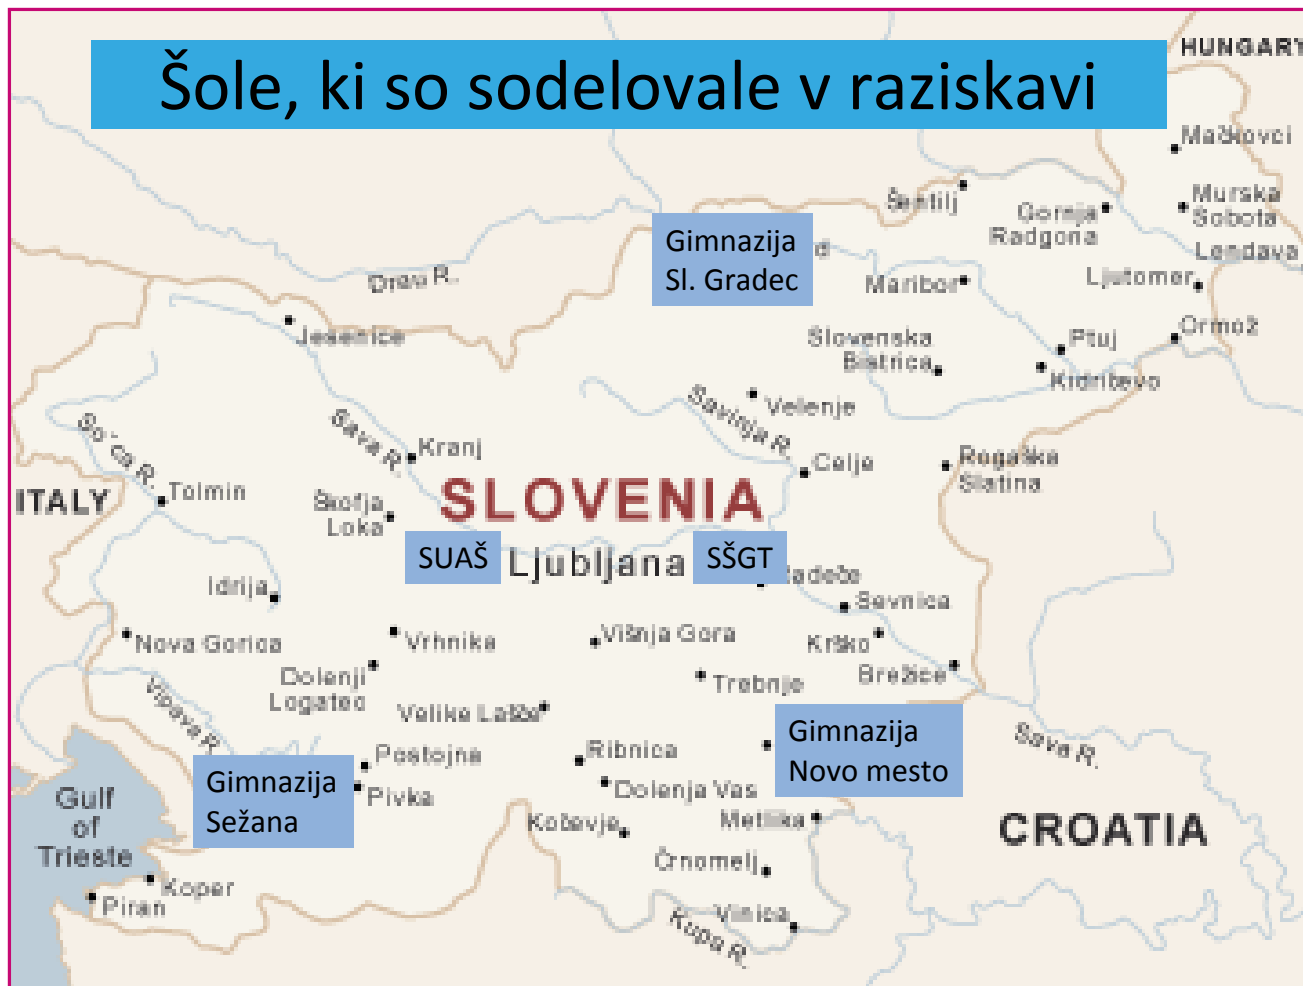 HUNGARY
Šole, ki so sodelovale v raziskavi
Mačkovci
Šentilj
Murska
Sobota
Gornja
Radgona
Gimnazija
Sl. Gradec
d
Lendava
Drau R.
Maribor
Ljutomer
Jesenice
Slovenska
Bistrica
Ptuj
Ormož
Kidričevo
Velenje
Savinja R.
So˙ca R.
Sava R.
Kranj
Celje
Rogaška
Slatina
ITALY
Tolmin
Škofja
Loka
SLOVENIA
SUAŠ
Ljubljana
SŠGT
adeče
Idrija
Sevnica
Nova Gorica
Vrhnika
Višnja Gora
Krško
Brežice
Dolenji
Logatec
Trebnje
Vipava R.
Velike Lašče
Gimnazija
Novo mesto
Sava R.
Postojna
Ribnica
Gimnazija
Sežana
Pivka
Dolenja Vas
Gulf
of
Trieste
Kočevje
Metlika
CROATIA
Črnomelj
Koper
Piran
Vinica
Kupa R.